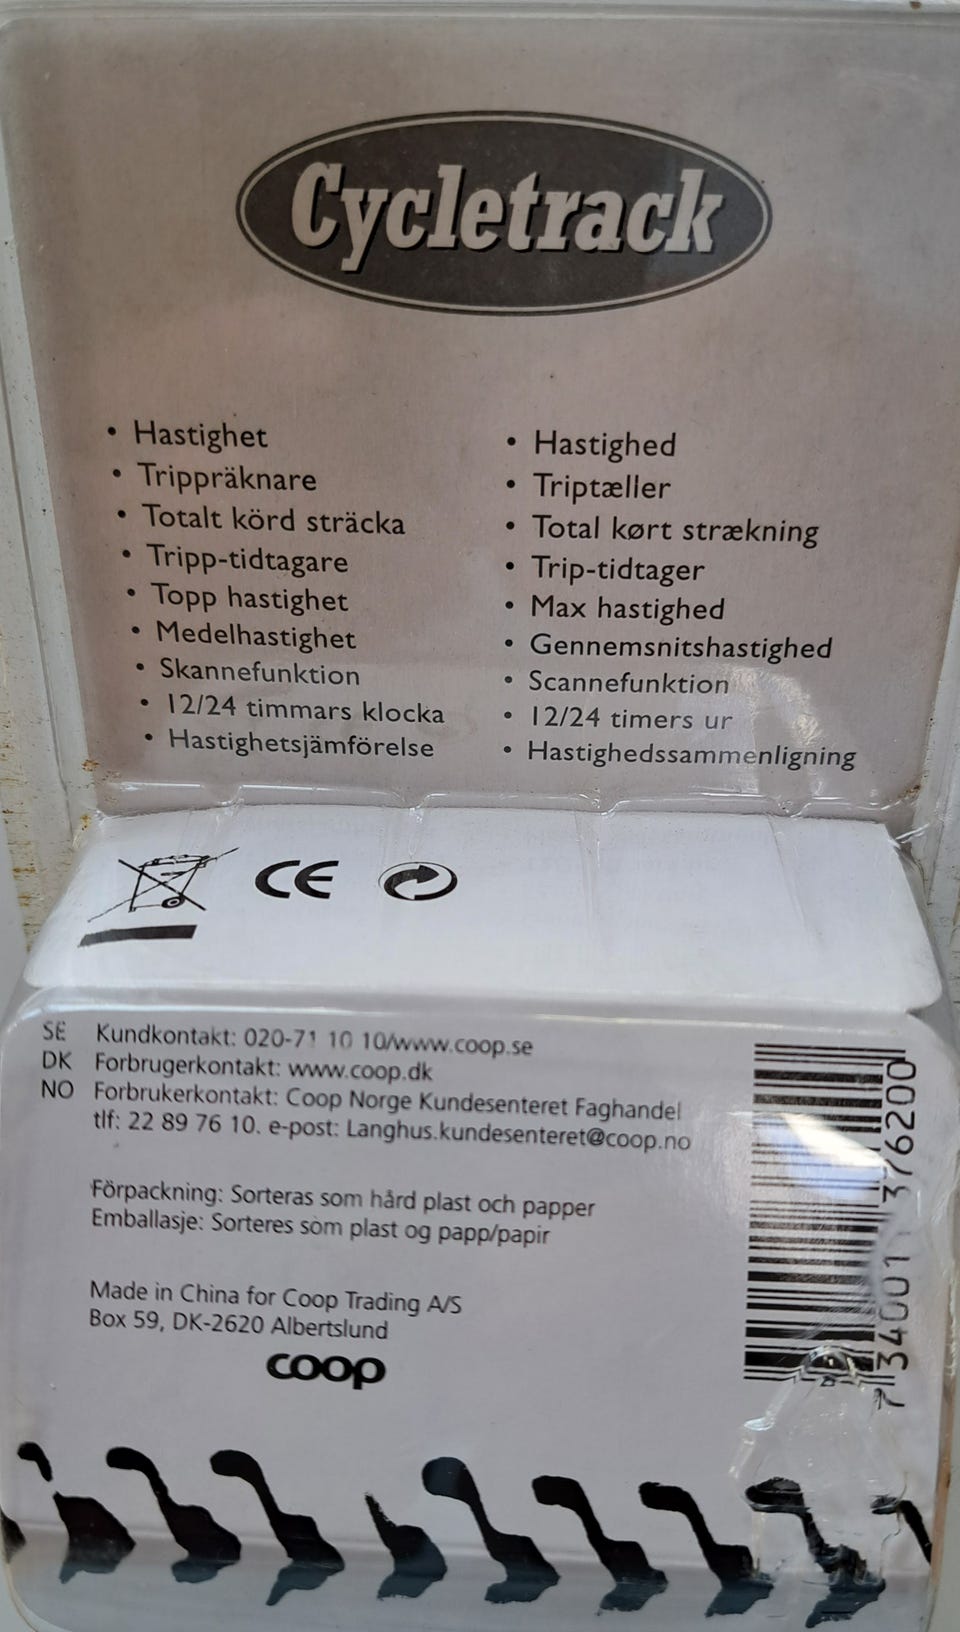 Cycletrack
• Hastighet
• Trippräknare
• Totalt körd sträcka
• Tripp-tidtagare
• Topp hastighet
• Medelhastighet
• Skannefunktion
• 12/24 timmars klocka
• Hastighetsjämförelse
• Hastighed
• Triptæller
• Total kørt strækning
• Trip-tidtager
• Max hastighed
• Gennemsnitshastighed
• Scannefunktion
• 12/24 timers ur
• Hastighedssammenligning
CE
SE Kundkontakt: 020-71 10 10/www.coop.se
DK Forbrugerkontakt: www.coop.dk
NO Forbrukerkontakt: Coop Norge Kundesenteret Faghandel
tlf: 22 89 76 10. e-post: Langhus.kundesenteret@coop.no
Förpackning: Sorteras som hård plast och papper
Emballasje: Sorteres som plast og papp/papir
Made in China for Coop Trading A/S
Box 59, DK-2620 Albertslund
coop
376200